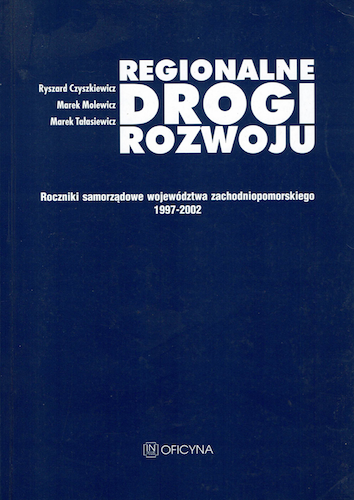 REGIONALNE
DROGI
ROZWOJU
Ryszard Czyszkiewicz
Marek Molewicz
Marek Tałasiewicz
Roczniki samorządowe województwa zachodniopomorskiego
1997-2002
IN OFICYNA